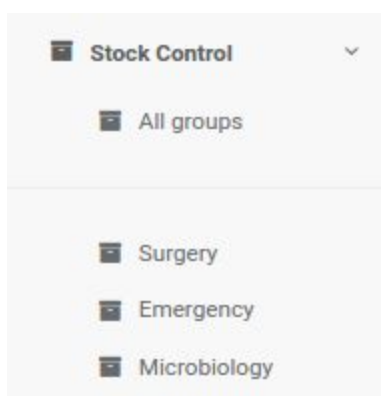 Stock Control
All groups
Surgery
Emergency
Microbiology